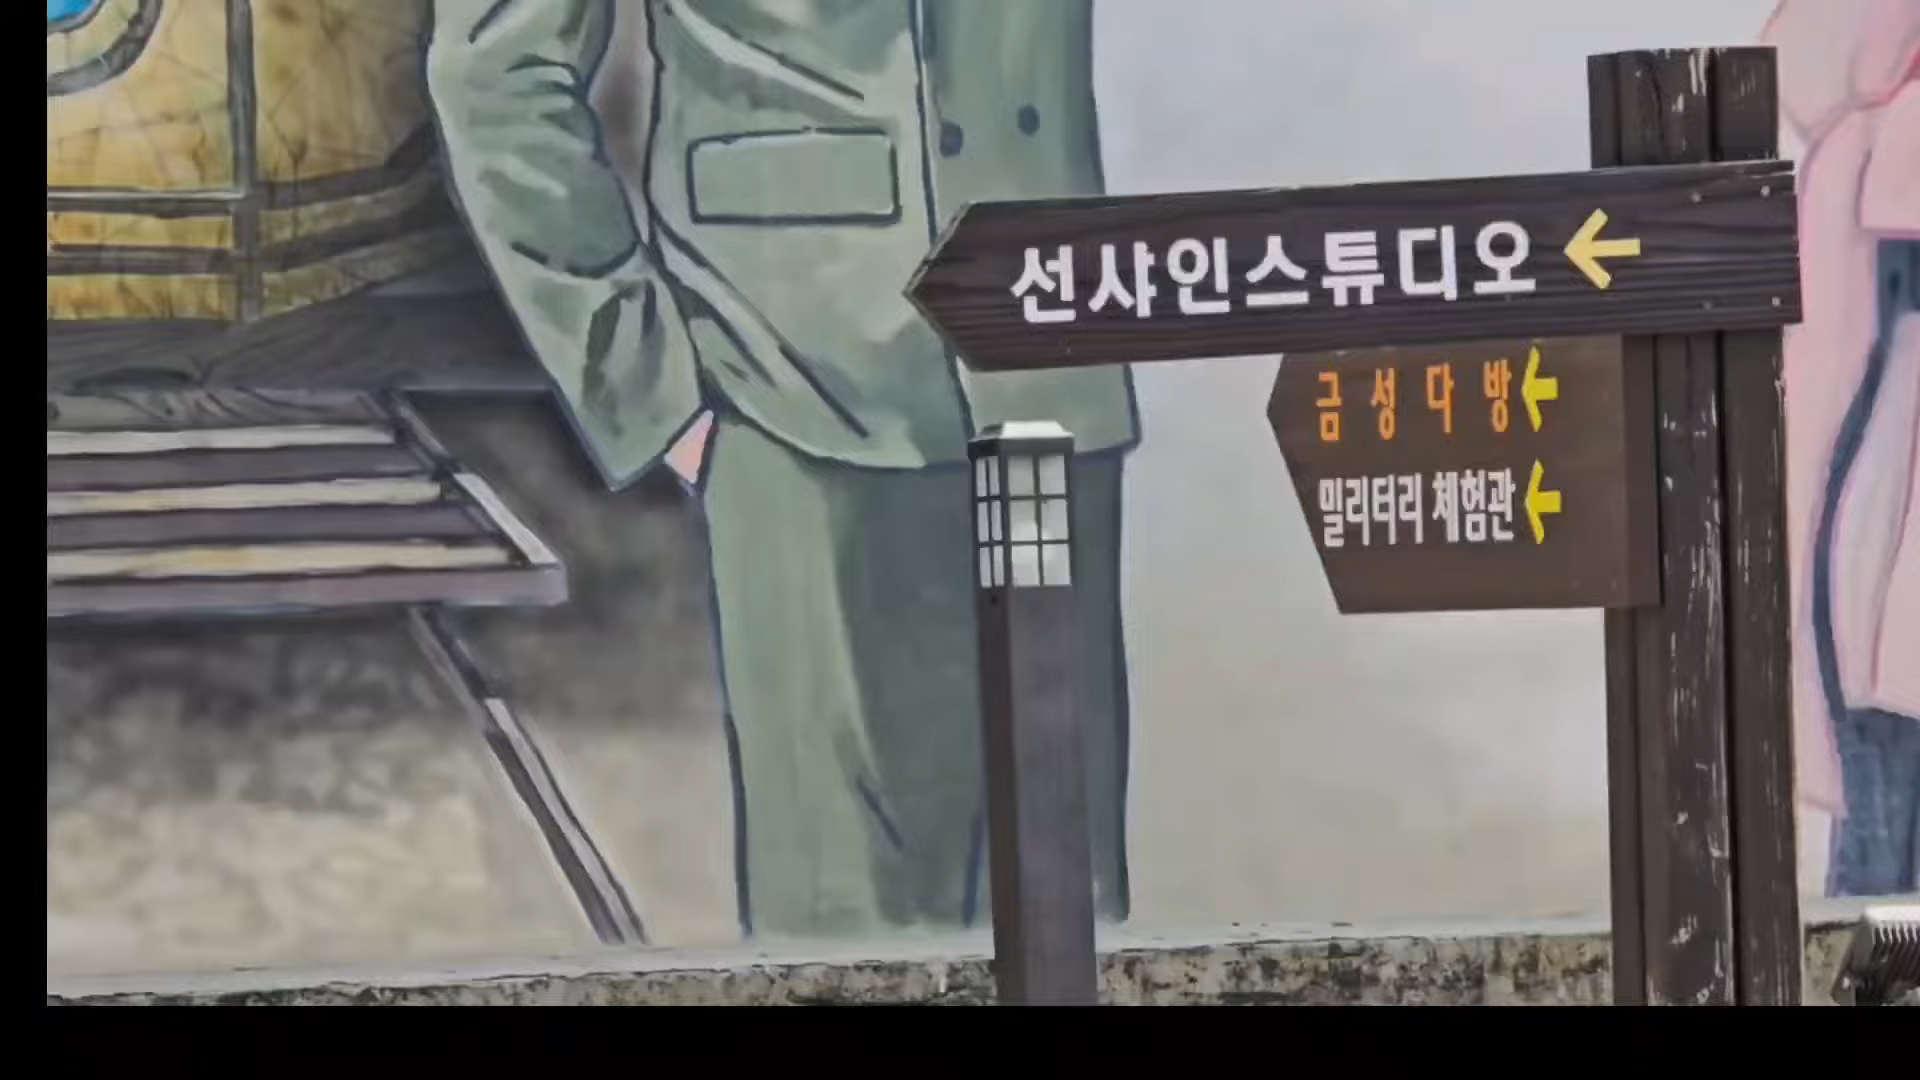 선샤인스튜디오 ←
금성다방 ←
밀리터리 체험관 ←